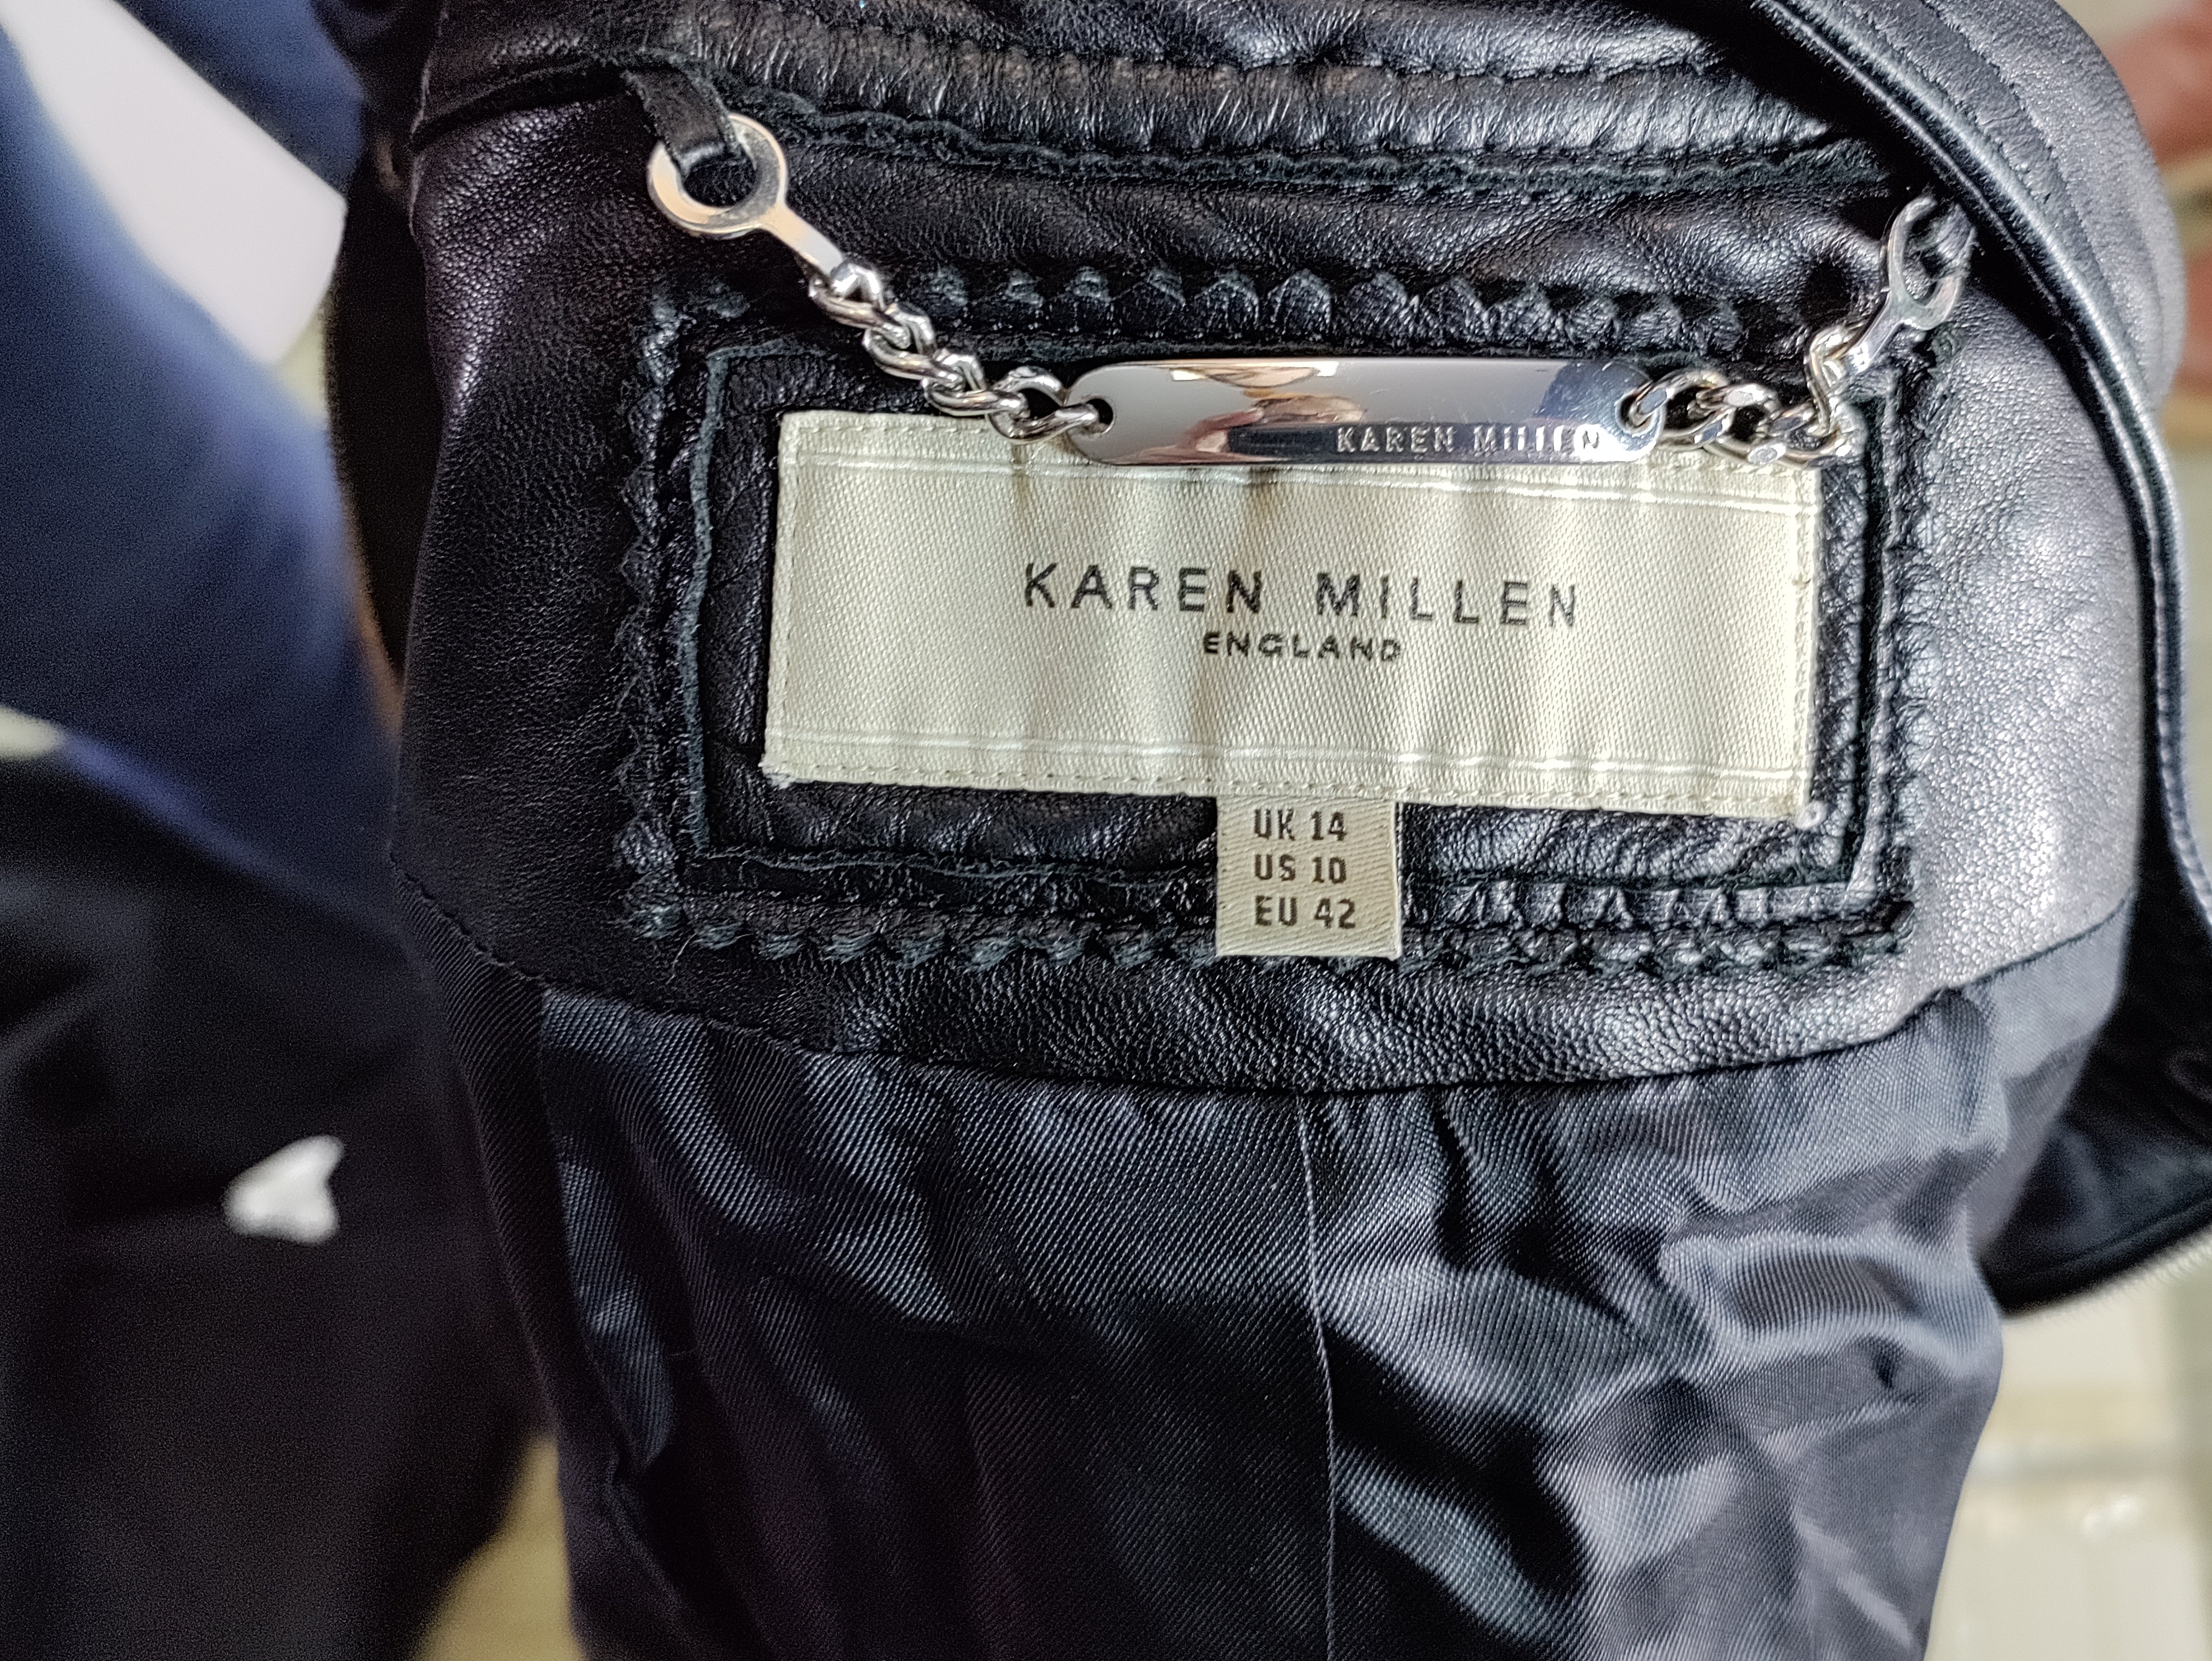 KAREN MILLEN
KAREN MILLEN
ENGLAND
UK 14
US 10
EU 42